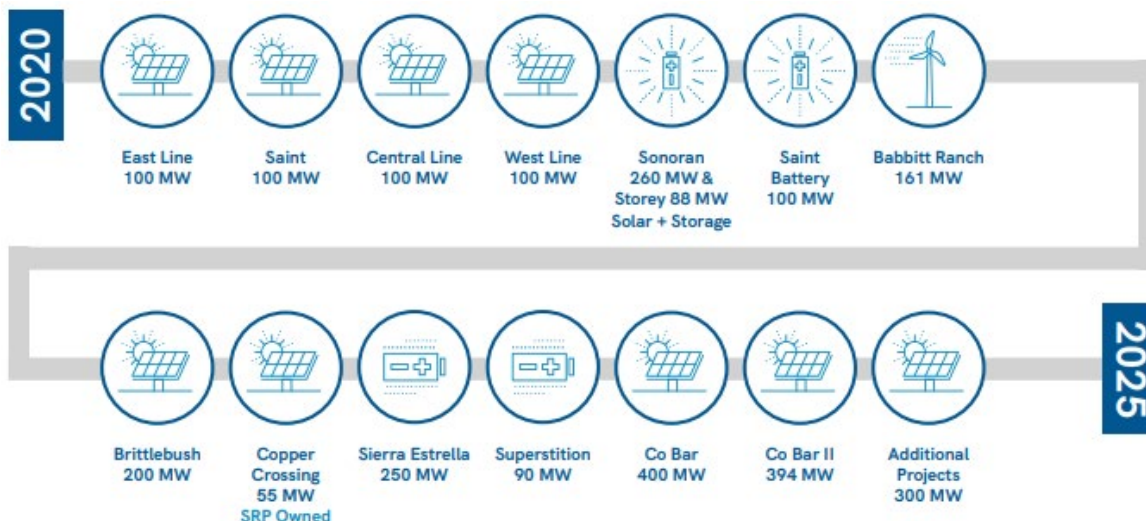 2020
East Line
100 MW
Saint
100 MW
Central Line
100 MW
West Line
100 MW
Sonoran
260 MW &
Storey 88 MW
Solar + Storage
Saint
Battery
100 MW
Babbitt Ranch
161 MW
Brittlebush
200 MW
Copper
Crossing
55 MW
SRP Owned
Sierra Estrella
250 MW
Superstition
90 MW
Co Bar
400 MW
Co Bar II
394 MW
Additional
Projects
300 MW
2025